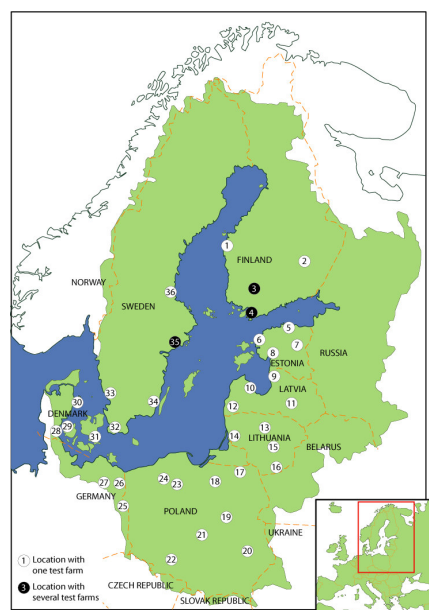 1
FINLAND
2
3
NORWAY
36
SWEDEN
4
5
35
6
7
8
ESTONIA
RUSSIA
9
10
LATVIA
33
30
34
12
11
DENMARK
28
29
31
32
13
14
LITHUANIA
15
BELARUS
16
17
27
26
24
23
18
GERMANY
25
POLAND
19
UKRAINE
21
20
22
1 Location with
one test farm
3 Location with
several test farms
CZECH REPUBLIC
SLOVAK REPUBLIC